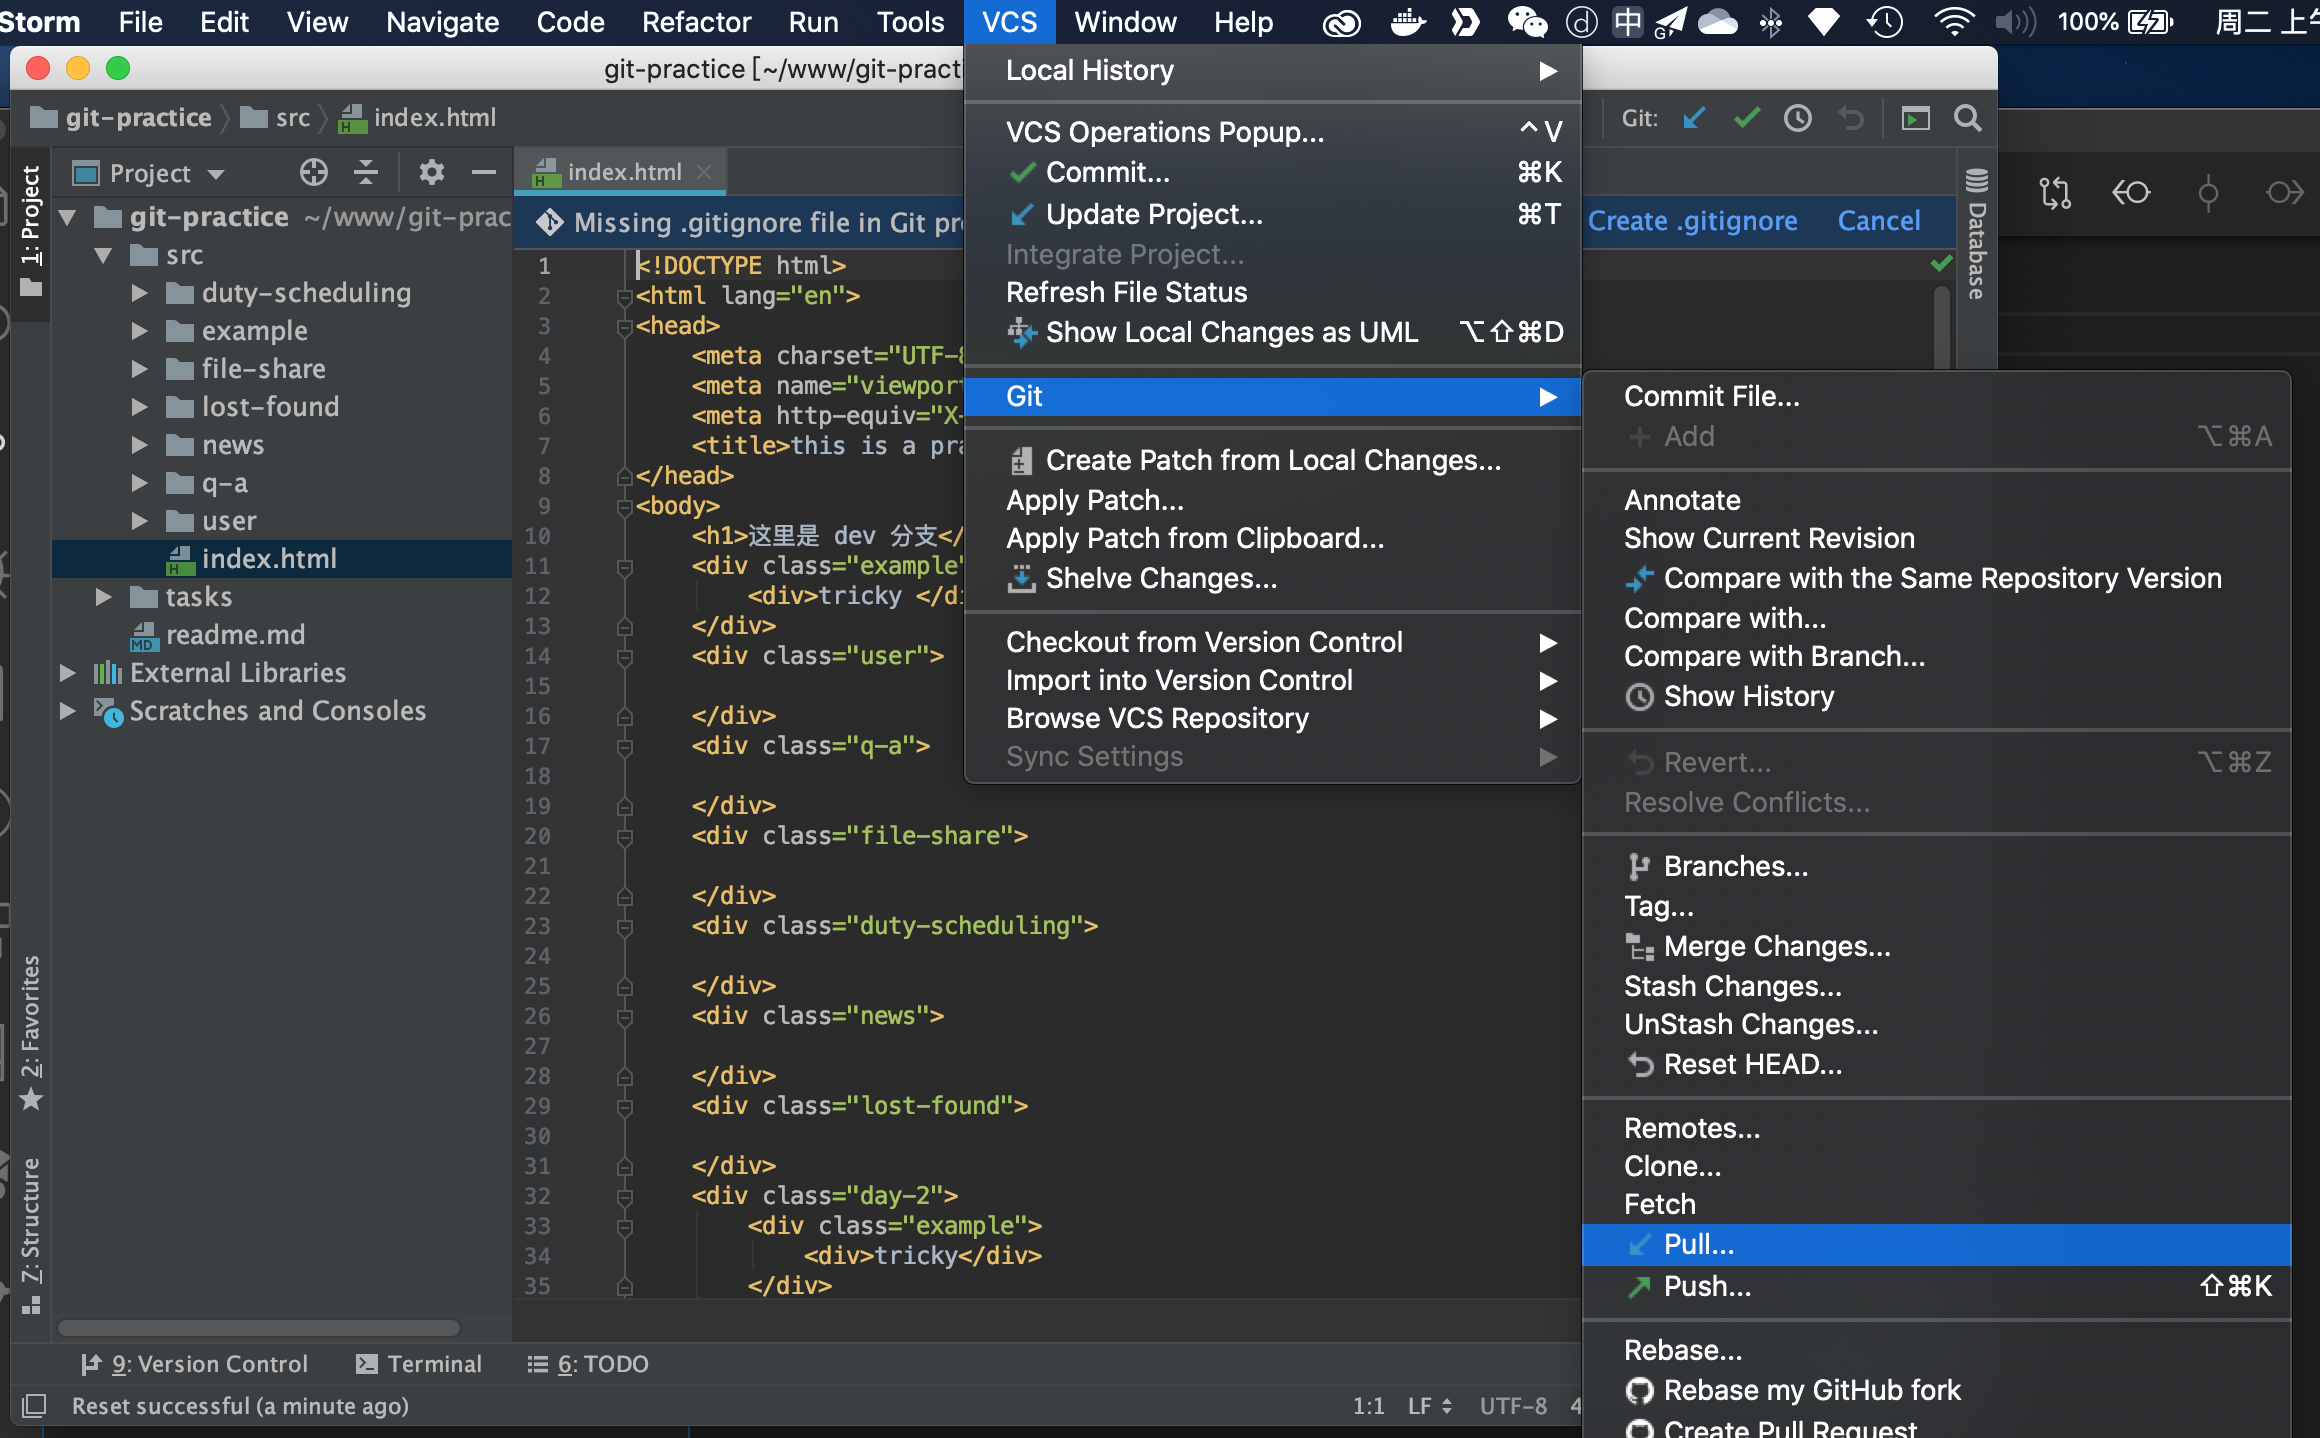 Storm File Edit View Navigate Code Refactor Run Tools VCS Window Help 中 100% 周二 上
git-practice [~/www/git-pract
git-practice src index.html
Git:
1: Project
Project
index.html
git-practice ~/www/git-prac
src
duty-scheduling
example
file-share
lost-found
news
q-a
user
index.html
tasks
readme.md
External Libraries
Scratches and Consoles
2: Favorites
7: Structure
Missing .gitignore file in Git pr
Create .gitignore Cancel
Database
1 <!DOCTYPE html>
2 <html lang="en">
3 <head>
4 <meta charset="UTF-8
5 <meta name="viewport
6 <meta http-equiv="X-
7 <title>this is a pra
8 </head>
9 <body>
10 <h1>这里是 dev 分支</
11 <div class="example"
12 <div>tricky </di
13 </div>
14 <div class="user">
15
16 </div>
17 <div class="q-a">
18
19 </div>
20 <div class="file-share">
21
22 </div>
23 <div class="duty-scheduling">
24
25 </div>
26 <div class="news">
27
28 </div>
29 <div class="lost-found">
30
31 </div>
32 <div class="day-2">
33 <div class="example">
34 <div>tricky</div>
35 </div>
Local History
VCS Operations Popup... ⌃V
Commit... ⌘K
Update Project... ⌘T
Integrate Project...
Refresh File Status
Show Local Changes as UML ⌥⇧⌘D
Git
Create Patch from Local Changes...
Apply Patch...
Apply Patch from Clipboard...
Shelve Changes...
Checkout from Version Control
Import into Version Control
Browse VCS Repository
Sync Settings
Commit File...
Add ⌥⌘A
Annotate
Show Current Revision
Compare with the Same Repository Version
Compare with...
Compare with Branch...
Show History
Revert... ⌥⌘Z
Resolve Conflicts...
Branches...
Tag...
Merge Changes...
Stash Changes...
UnStash Changes...
Reset HEAD...
Remotes...
Clone...
Fetch
Pull...
Push... ⇧⌘K
Rebase...
Rebase my GitHub fork
Create Pull Request
9: Version Control Terminal 6: TODO
Reset successful (a minute ago) 1:1 LF UTF-8 4